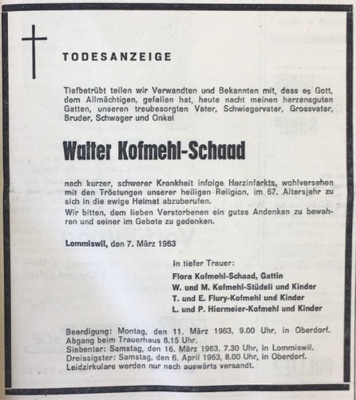 TODESANZEIGE
Tiefbetrübt teilen wir Verwandten und Bekannten mit, dass es Gott,
dem Allmächtigen, gefallen hat, heute nacht meinen herzensguten
Gatten, unseren treubesorgten Vater, Schwiegervater, Grossvater,
Bruder, Schwager und Onkel
Walter Kofmehl-Schaad
nach kurzer, schwerer Krankheit infolge Herzinfarkts, wohlversehen
mit den Tröstungen unserer heiligen Religion, im 67. Altersjahr zu
sich in die ewige Heimat abzuberufen.
Wir bitten, dem lieben Verstorbenen ein gutes Andenken zu bewah-
ren und seiner im Gebete zu gedenken.
Lommiswil, den 7. März 1963
In tiefer Trauer:
Flora Kofmehl-Schaad, Gattin
W. und M. Kofmehl-Stüdeli und Kinder
T. und E. Flury-Kofmehl und Kinder
L. und P. Hiermeier-Kofmehl und Kinder
Beerdigung: Montag, den 11. März 1963, 9.00 Uhr, in Oberdorf.
Abgang beim Trauerhaus 8.15 Uhr.
Siebenter: Samstag, den 16. März 1963, 7.30 Uhr, in Lommiswil.
Dreissigster: Samstag, den 6. April 1963, 8.00 Uhr, in Oberdorf.
Leidzirkulare werden nur nach auswärts versandt.